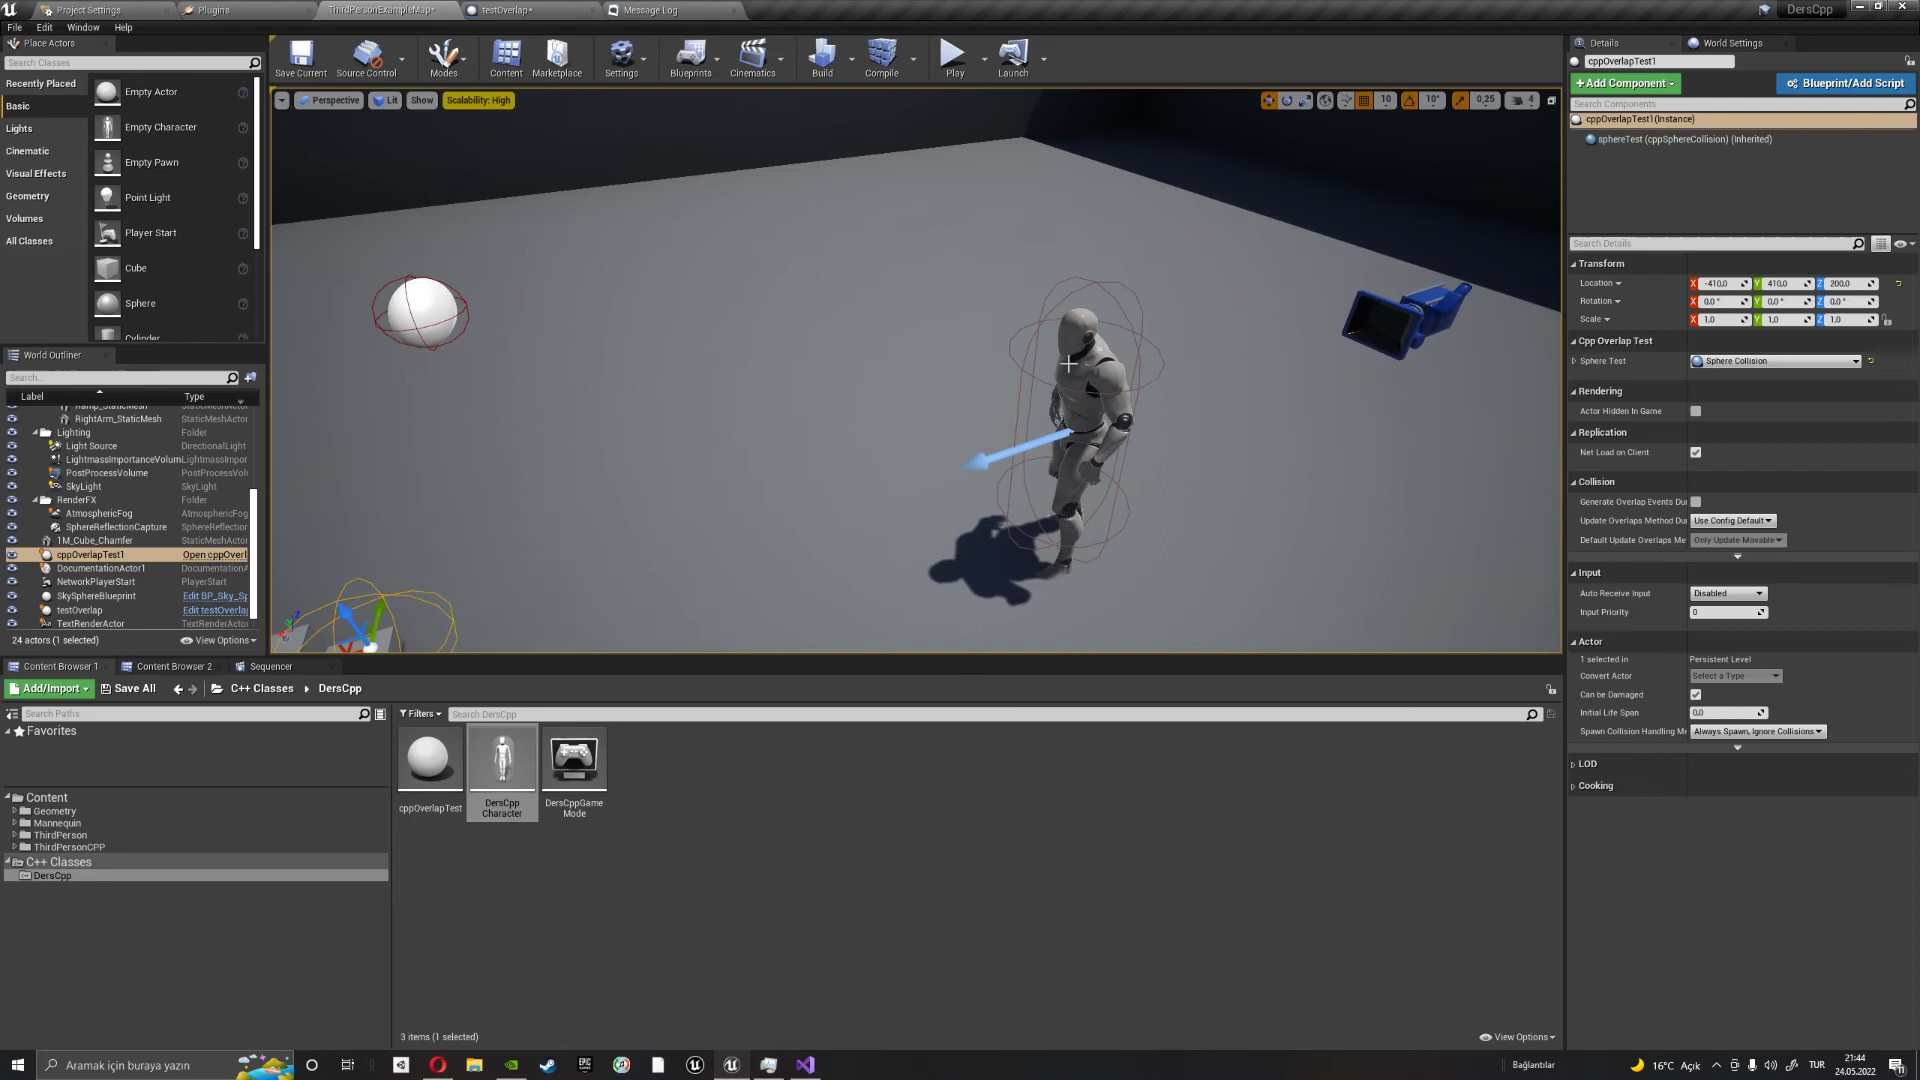 Project Settings
Plugins
ThirdPersonExampleMap*
testOverlap*
Message Log
DersCpp
File Edit Window Help
Place Actors
Search Classes
Recently Placed
Basic
Lights
Cinematic
Visual Effects
Geometry
Volumes
All Classes
Empty Actor
Empty Character
Empty Pawn
Point Light
Player Start
Cube
Sphere
Cylinder
Save Current
Source Control
Modes
Content
Marketplace
Settings
Blueprints
Cinematics
Build
Compile
Play
Launch
Perspective
Lit
Show
Scalability: High
10
10°
0,25
4
World Outliner
Search...
Label Type
Ramp_StaticMesh StaticMeshActor
RightArm_StaticMesh StaticMeshActor
Lighting Folder
Light Source DirectionalLight
LightmassImportanceVolum LightmassImpor
PostProcessVolume PostProcessVol
SkyLight SkyLight
RenderFX Folder
AtmosphericFog AtmosphericFog
SphereReflectionCapture SphereReflection
1M_Cube_Chamfer StaticMeshActor
cppOverlapTest1 Open cppOverl
DocumentationActor1 DocumentationA
NetworkPlayerStart PlayerStart
SkySphereBlueprint Edit BP_Sky_Sp
testOverlap Edit testOverlap
TextRenderActor TextRenderActor
24 actors (1 selected)
View Options
Content Browser 1
Content Browser 2
Sequencer
Add/Import
Save All
C++ Classes
DersCpp
Search Paths
Favorites
Content
Geometry
Mannequin
ThirdPerson
ThirdPersonCPP
C++ Classes
DersCpp
Filters
Search DersCpp
cppOverlapTest
DersCpp
Character
DersCppGame
Mode
3 items (1 selected)
View Options
Details
World Settings
cppOverlapTest1
+Add Component
Blueprint/Add Script
Search Components
cppOverlapTest1(Instance)
sphereTest (cppSphereCollision) (Inherited)
Search Details
Transform
Location X -410,0 Y 410,0 Z 200,0
Rotation X 0,0 ° Y 0,0 ° Z 0,0 °
Scale X 1,0 Y 1,0 Z 1,0
Cpp Overlap Test
Sphere Test Sphere Collision
Rendering
Actor Hidden In Game
Replication
Net Load on Client
Collision
Generate Overlap Events Du
Update Overlaps Method Du Use Config Default
Default Update Overlaps Me Only Update Movable
Input
Auto Receive Input Disabled
Input Priority 0
Actor
1 selected in Persistent Level
Convert Actor Select a Type
Can be Damaged
Initial Life Span 0,0
Spawn Collision Handling Me Always Spawn, Ignore Collisions
LOD
Cooking
Aramak için buraya yazın
EPIC
GAMES
Bağlantılar
16°C Açık
TUR
21:44
24.05.2022